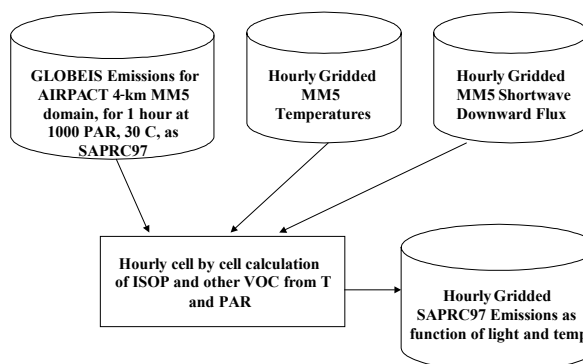 GLOBEIS Emissions for
AIRPACT 4-km MM5
domain, for 1 hour at
1000 PAR, 30 C, as
SAPRC97
Hourly Gridded
MM5
Temperatures
Hourly Gridded
MM5 Shortwave
Downward Flux
Hourly cell by cell calculation
of ISOP and other VOC from T
and PAR
Hourly Gridded
SAPRC97 Emissions as
function of light and temp